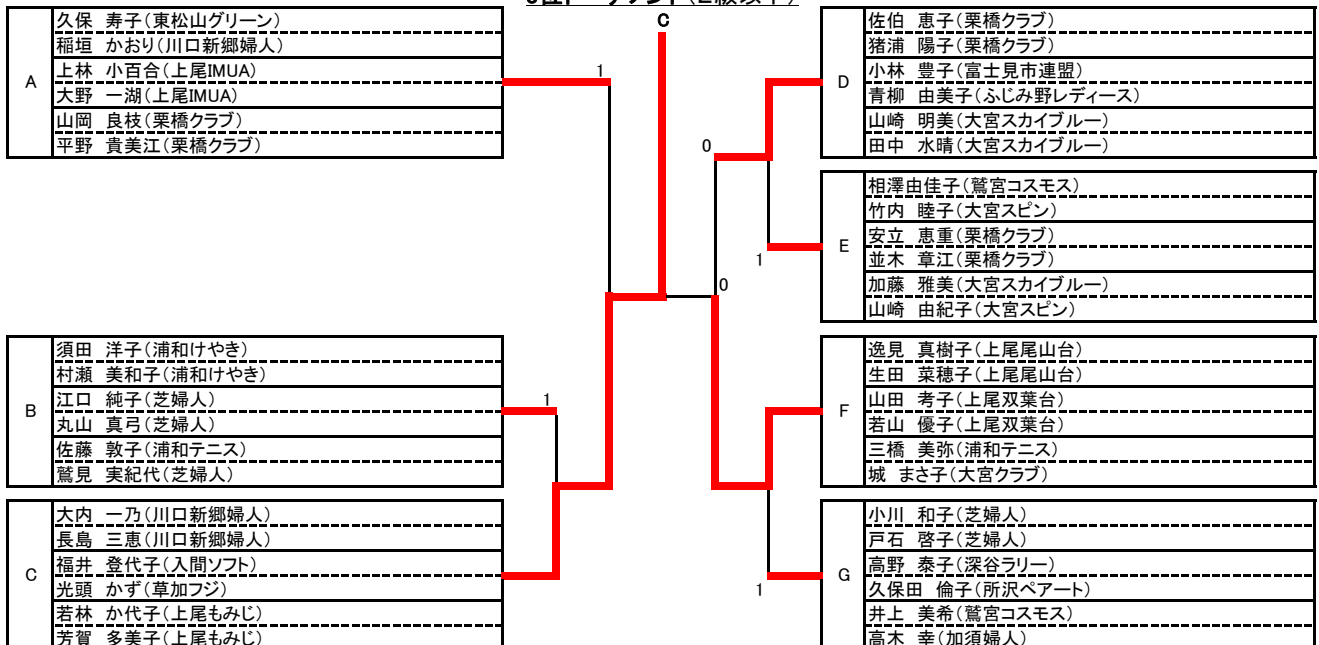 C
A
久保 寿子(東松山グリーン)
稲垣 かおり(川口新郷婦人)
上林 小百合(上尾IMUA)
大野 一湖(上尾IMUA)
山岡 良枝(栗橋クラブ)
平野 貴美江(栗橋クラブ)
1
B
須田 洋子(浦和けやき)
村瀬 美和子(浦和けやき)
江口 純子(芝婦人)
丸山 真弓(芝婦人)
佐藤 敦子(浦和テニス)
鷲見 実紀代(芝婦人)
1
C
大内 一乃(川口新郷婦人)
長島 三恵(川口新郷婦人)
福井 登代子(入間ソフト)
光頭 かず(草加フジ)
若林 か代子(上尾もみじ)
芳賀 多美子(上尾もみじ)
D
佐伯 恵子(栗橋クラブ)
猪浦 陽子(栗橋クラブ)
小林 豊子(富士見市連盟)
青柳 由美子(ふじみ野レディース)
山崎 明美(大宮スカイブルー)
田中 水晴(大宮スカイブルー)
0
E
相澤由佳子(鷲宮コスモス)
竹内 睦子(大宮スピン)
安立 恵重(栗橋クラブ)
並木 章江(栗橋クラブ)
加藤 雅美(大宮スカイブルー)
山崎 由紀子(大宮スピン)
1
0
F
逸見 真樹子(上尾尾山台)
生田 菜穂子(上尾尾山台)
山田 考子(上尾双葉台)
若山 優子(上尾双葉台)
三橋 美弥(浦和テニス)
城 まさ子(大宮クラブ)
G
小川 和子(芝婦人)
戸石 啓子(芝婦人)
高野 泰子(深谷ラリー)
久保田 倫子(所沢ペアート)
井上 美希(鷲宮コスモス)
高木 幸(加須婦人)
1